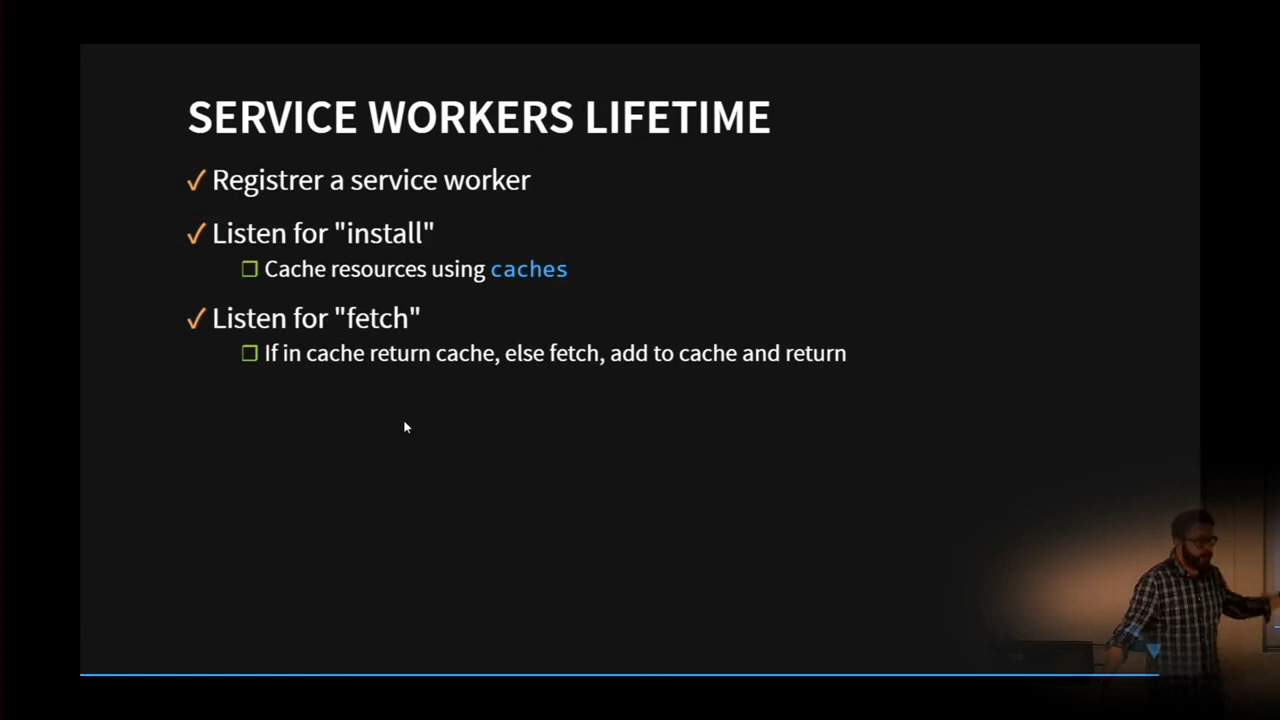 SERVICE WORKERS LIFETIME
✓ Registrer a service worker
✓ Listen for "install"
❒ Cache resources using caches
✓ Listen for "fetch"
❒ If in cache return cache, else fetch, add to cache and return